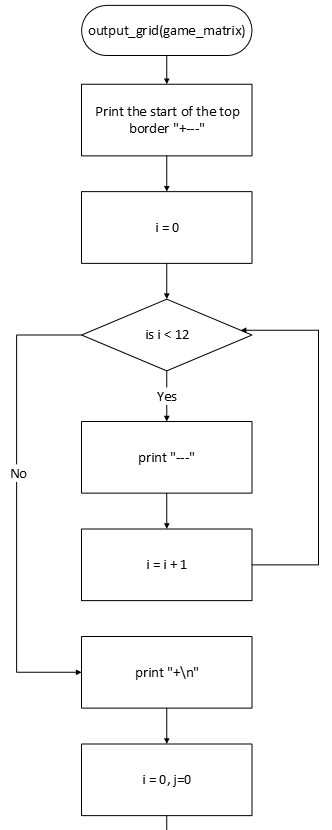 output_grid(game_matrix)
Print the start of the top
border "+---"
i = 0
is i < 12
Yes
print "---"
No
i = i + 1
print "+\n"
i = 0, j=0